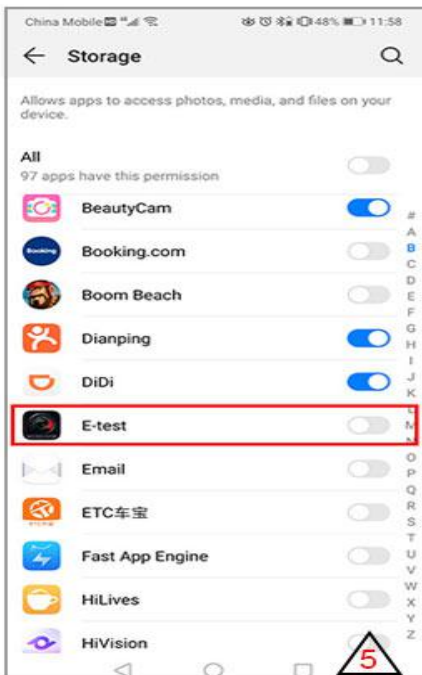 China Mobile 48% 11:58
Storage
Allows apps to access photos, media, and files on your
device.
All
97 apps have this permission
BeautyCam
Booking
Booking.com
Boom Beach
Dianping
DiDi
E-test
Email
ETC车宝
Fast App Engine
HiLives
HiVision
#
A
B
C
D
E
F
G
H
I
J
K
L
M
N
O
P
Q
R
S
T
U
V
W
X
Y
Z
5